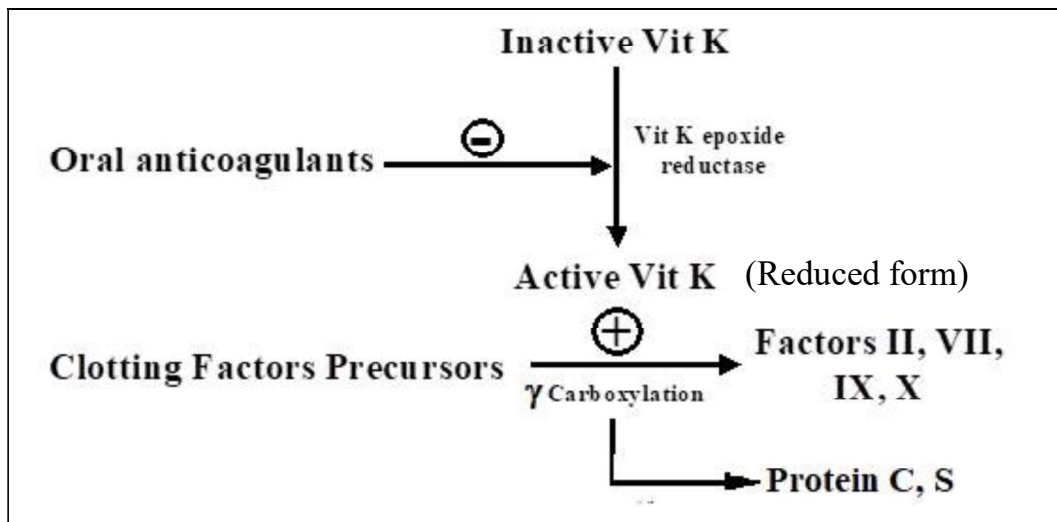 Inactive Vit K
Oral anticoagulants
-
Vit K epoxide
reductase
Active Vit K (Reduced form)
+
Clotting Factors Precursors
γ Carboxylation
Factors II, VII,
IX, X
Protein C, S